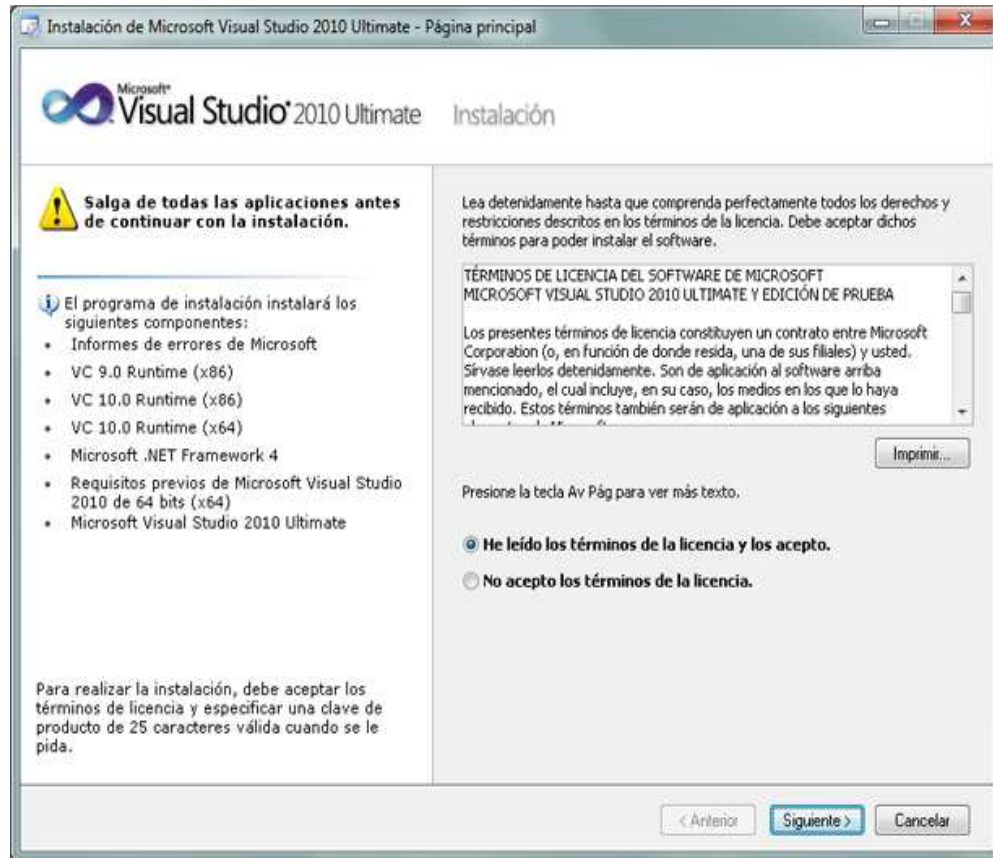 Instalación de Microsoft Visual Studio 2010 Ultimate - Página principal
Microsoft®
Visual Studio® 2010 Ultimate Instalación
Salga de todas las aplicaciones antes
de continuar con la instalación.
El programa de instalación instalará los
siguientes componentes:
• Informes de errores de Microsoft
• VC 9.0 Runtime (x86)
• VC 10.0 Runtime (x86)
• VC 10.0 Runtime (x64)
• Microsoft .NET Framework 4
• Requisitos previos de Microsoft Visual Studio
2010 de 64 bits (x64)
• Microsoft Visual Studio 2010 Ultimate
Para realizar la instalación, debe aceptar los
términos de licencia y especificar una clave de
producto de 25 caracteres válida cuando se le
pida.
Lea detenidamente hasta que comprenda perfectamente todos los derechos y
restricciones descritos en los términos de la licencia. Debe aceptar dichos
términos para poder instalar el software.
TÉRMINOS DE LICENCIA DEL SOFTWARE DE MICROSOFT
MICROSOFT VISUAL STUDIO 2010 ULTIMATE Y EDICIÓN DE PRUEBA
Los presentes términos de licencia constituyen un contrato entre Microsoft
Corporation (o, en función de donde resida, una de sus filiales) y usted.
Sírvase leerlos detenidamente. Son de aplicación al software arriba
mencionado, el cual incluye, en su caso, los medios en los que lo haya
recibido. Estos términos también serán de aplicación a los siguientes
Imprimir...
Presione la tecla Av Pág para ver más texto.
He leído los términos de la licencia y los acepto.
No acepto los términos de la licencia.
< Anterior
Siguiente >
Cancelar